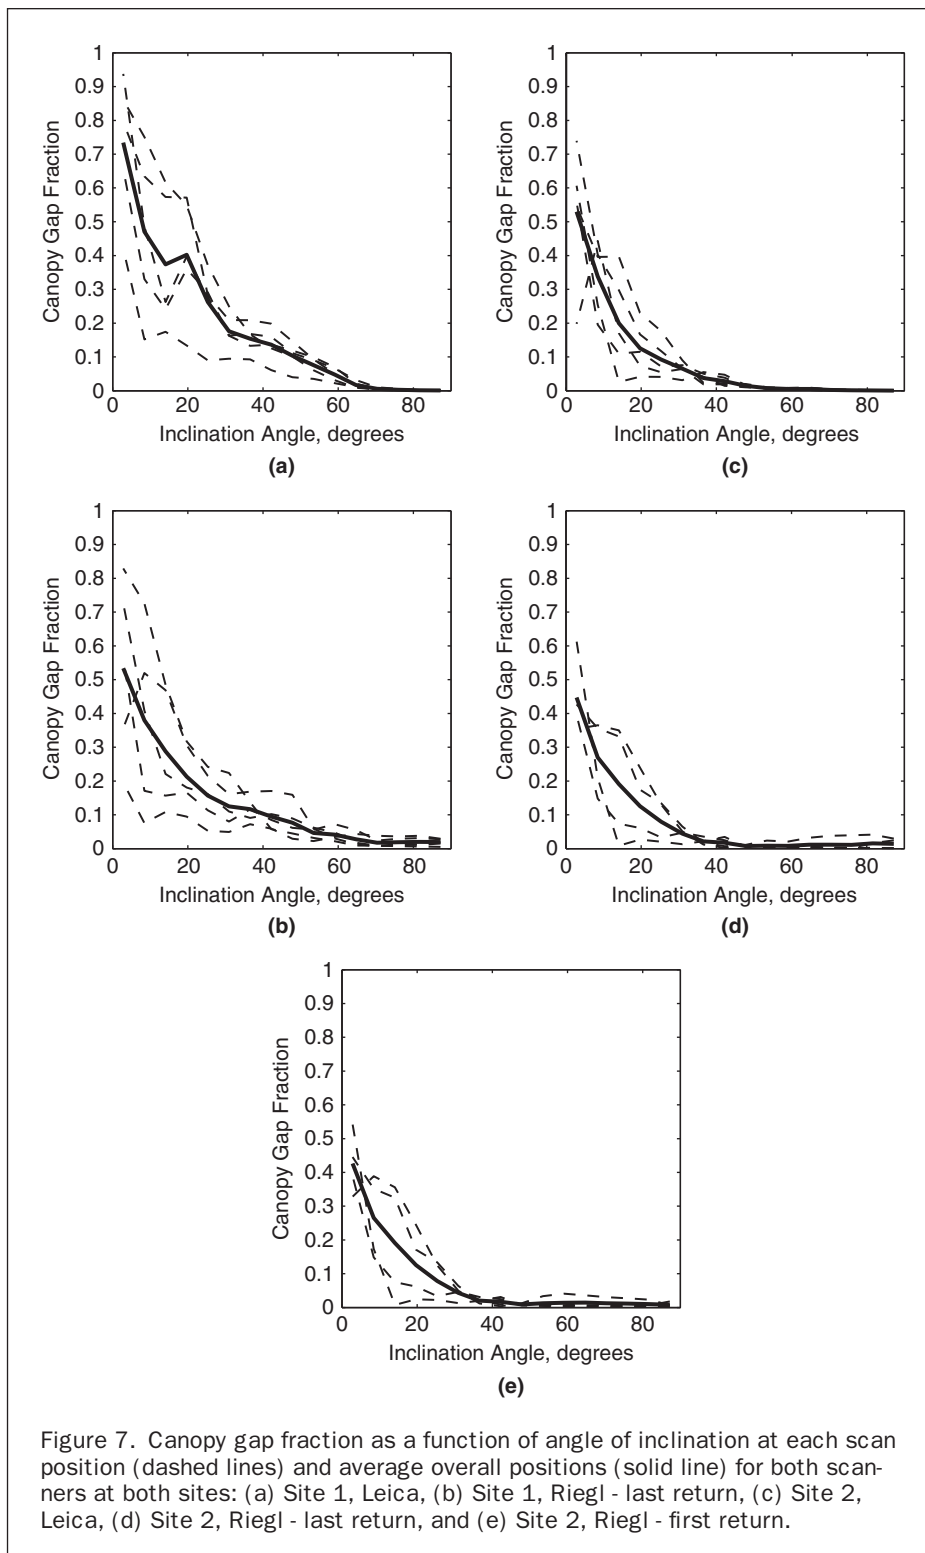 1
0.9
0.8
0.7
0.6
0.5
0.4
0.3
0.2
0.1
0
Canopy Gap Fraction
0 20 40 60 80
Inclination Angle, degrees
(a)
1
0.9
0.8
0.7
0.6
0.5
0.4
0.3
0.2
0.1
0
Canopy Gap Fraction
0 20 40 60 80
Inclination Angle, degrees
(c)
1
0.9
0.8
0.7
0.6
0.5
0.4
0.3
0.2
0.1
0
Canopy Gap Fraction
0 20 40 60 80
Inclination Angle, degrees
(b)
1
0.9
0.8
0.7
0.6
0.5
0.4
0.3
0.2
0.1
0
Canopy Gap Fraction
0 20 40 60 80
Inclination Angle, degrees
(d)
1
0.9
0.8
0.7
0.6
0.5
0.4
0.3
0.2
0.1
0
Canopy Gap Fraction
0 20 40 60 80
Inclination Angle, degrees
(e)
Figure 7. Canopy gap fraction as a function of angle of inclination at each scan
position (dashed lines) and average overall positions (solid line) for both scan-
ners at both sites: (a) Site 1, Leica, (b) Site 1, Riegl - last return, (c) Site 2,
Leica, (d) Site 2, Riegl - last return, and (e) Site 2, Riegl - first return.